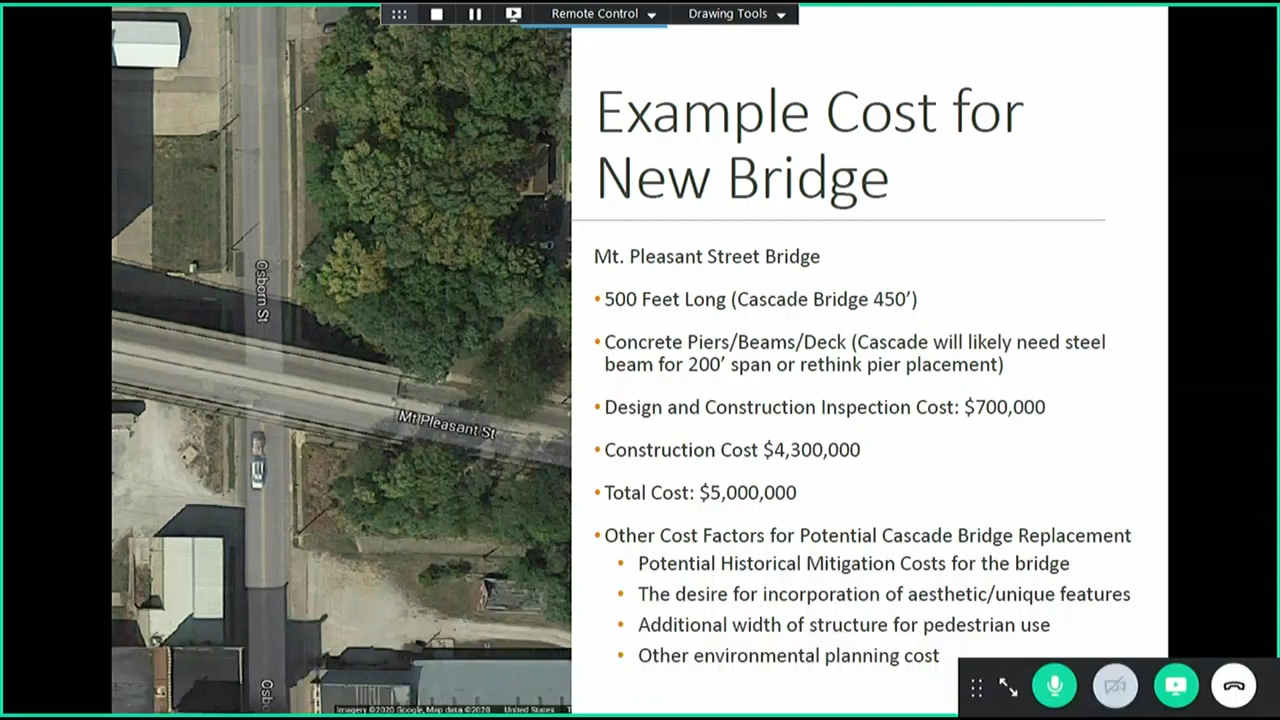 Remote Control
Drawing Tools
Example Cost for
New Bridge
Mt. Pleasant Street Bridge
•500 Feet Long (Cascade Bridge 450’)
•Concrete Piers/Beams/Deck (Cascade will likely need steel
beam for 200’ span or rethink pier placement)
•Design and Construction Inspection Cost: $700,000
•Construction Cost $4,300,000
•Total Cost: $5,000,000
•Other Cost Factors for Potential Cascade Bridge Replacement
• Potential Historical Mitigation Costs for the bridge
• The desire for incorporation of aesthetic/unique features
• Additional width of structure for pedestrian use
• Other environmental planning cost
Osborn St
Mt Pleasant St
Osbo
Imagery ©2020 Google, Map data ©2020 United States T